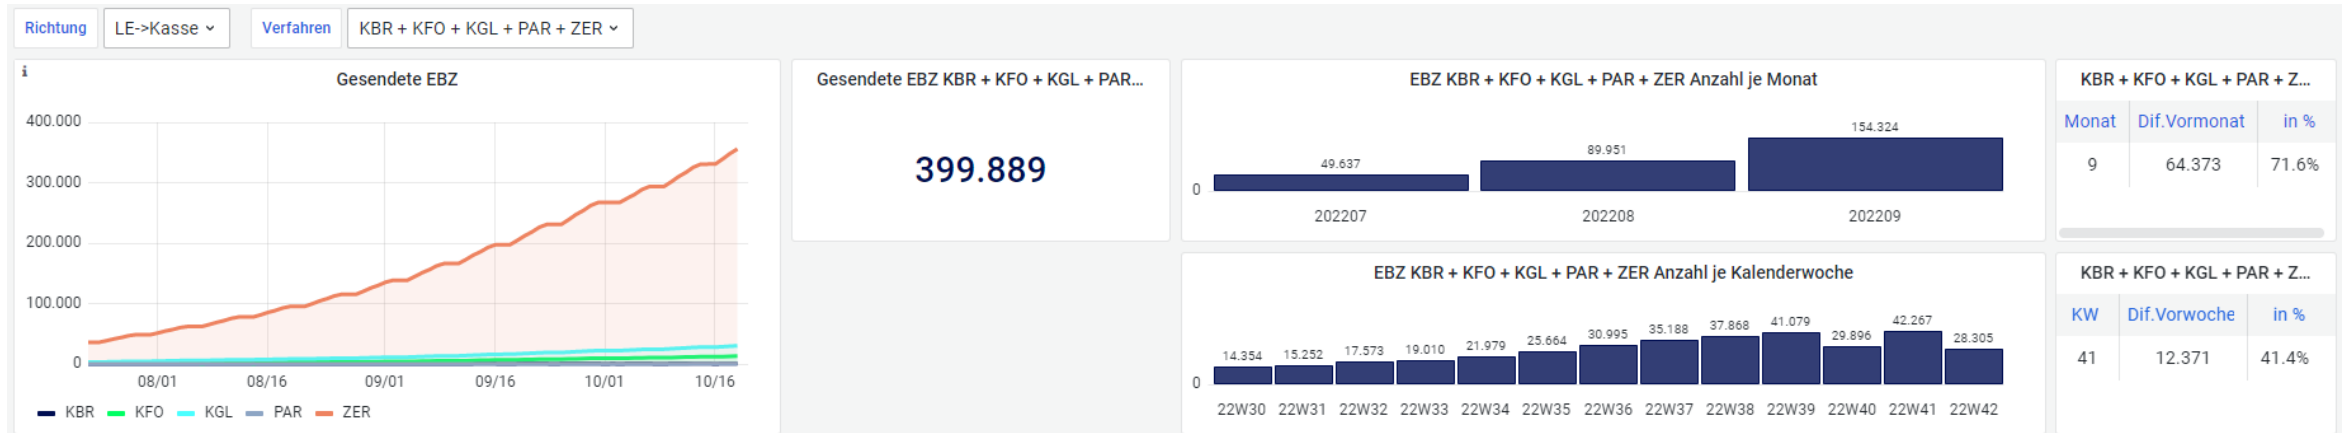 Richtung LE->Kasse Verfahren KBR + KFO + KGL + PAR + ZER
i
Gesendete EBZ
400.000
300.000
200.000
100.000
0
08/01 08/16 09/01 09/16 10/01 10/16
KBR KFO KGL PAR ZER
Gesendete EBZ KBR + KFO + KGL + PAR...
399.889
EBZ KBR + KFO + KGL + PAR + ZER Anzahl je Monat
154.324
89.951
49.637
0
202207 202208 202209
KBR + KFO + KGL + PAR + Z...
Monat Dif.Vormonat in %
9 64.373 71.6%
EBZ KBR + KFO + KGL + PAR + ZER Anzahl je Kalenderwoche
14.354 15.252 17.573 19.010 21.979 25.664 30.995 35.188 37.868 41.079 29.896 42.267 28.305
0
22W30 22W31 22W32 22W33 22W34 22W35 22W36 22W37 22W38 22W39 22W40 22W41 22W42
KBR + KFO + KGL + PAR + Z...
KW Dif.Vorwoche in %
41 12.371 41.4%